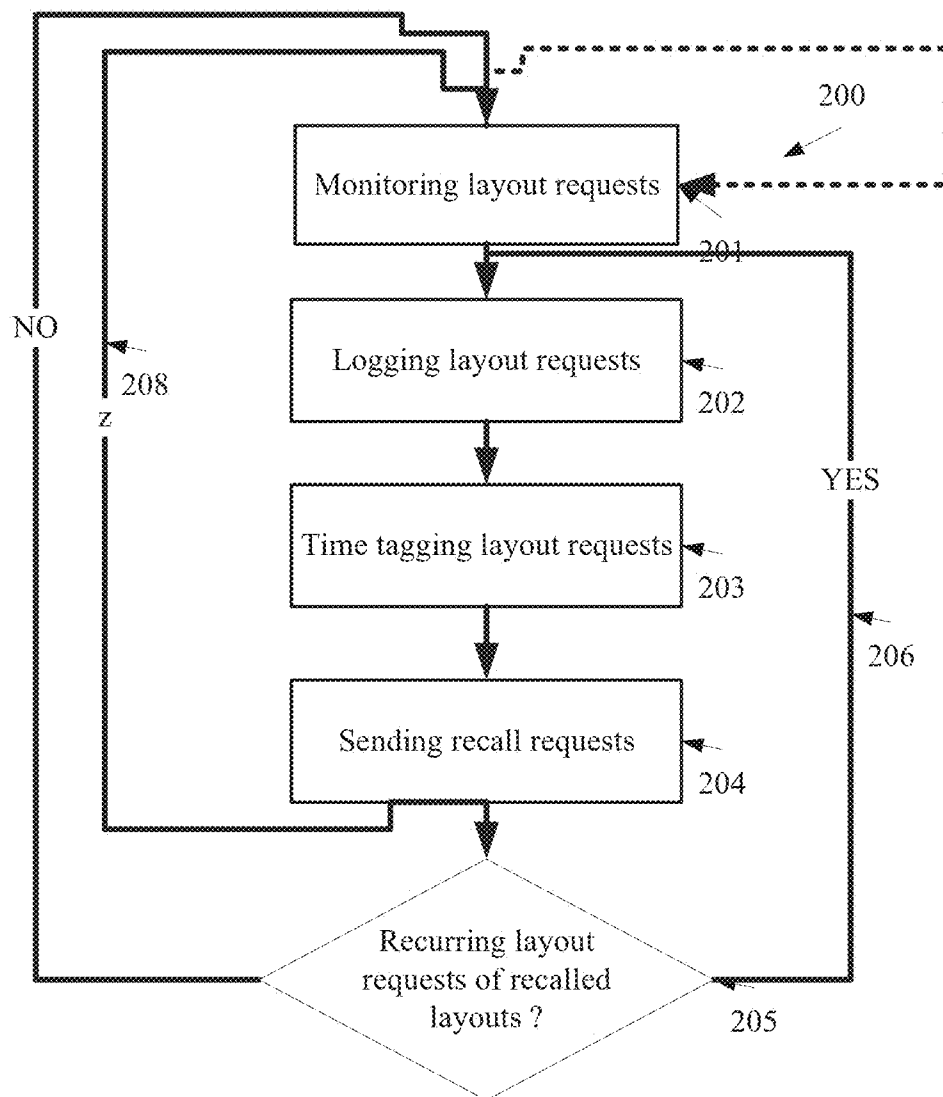 200
Monitoring layout requests
201
NO
Logging layout requests
208
202
z
YES
Time tagging layout requests
203
206
Sending recall requests
204
Recurring layout
requests of recalled
layouts ?
205